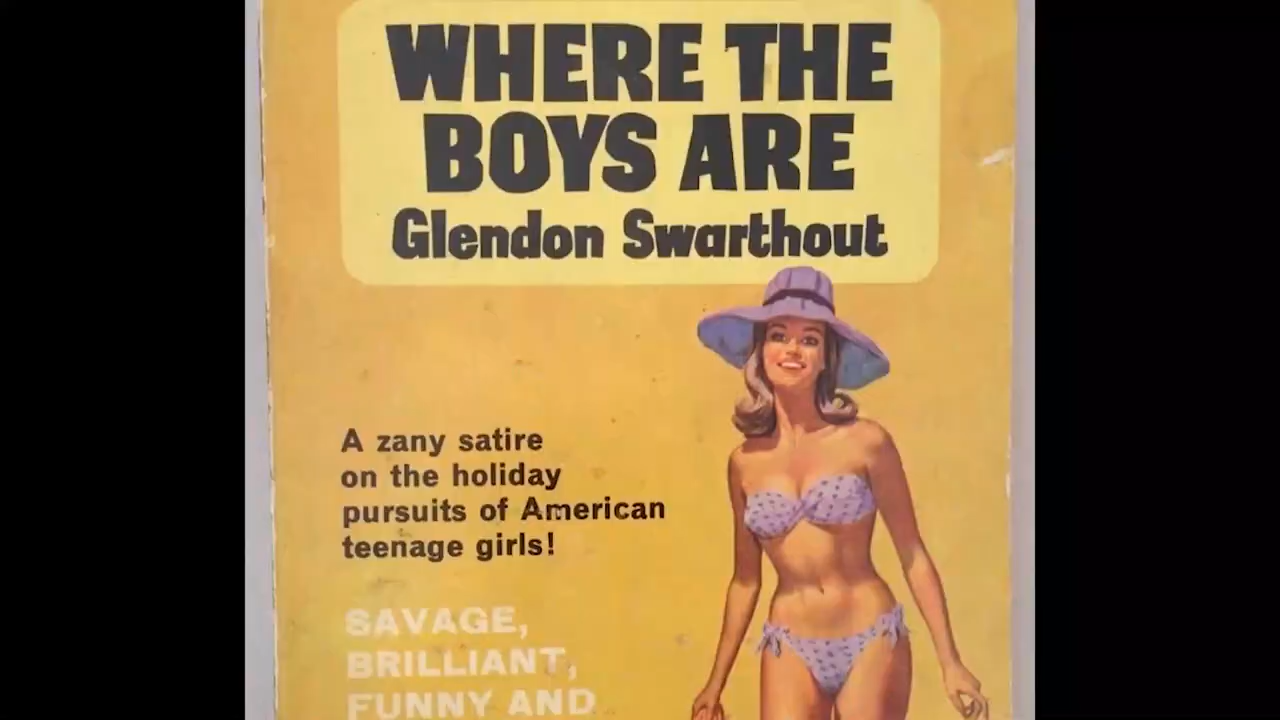 WHERE THE
BOYS ARE
Glendon Swarthout
A zany satire
on the holiday
pursuits of American
teenage girls!
SAVAGE,
BRILLIANT,
FUNNY AND